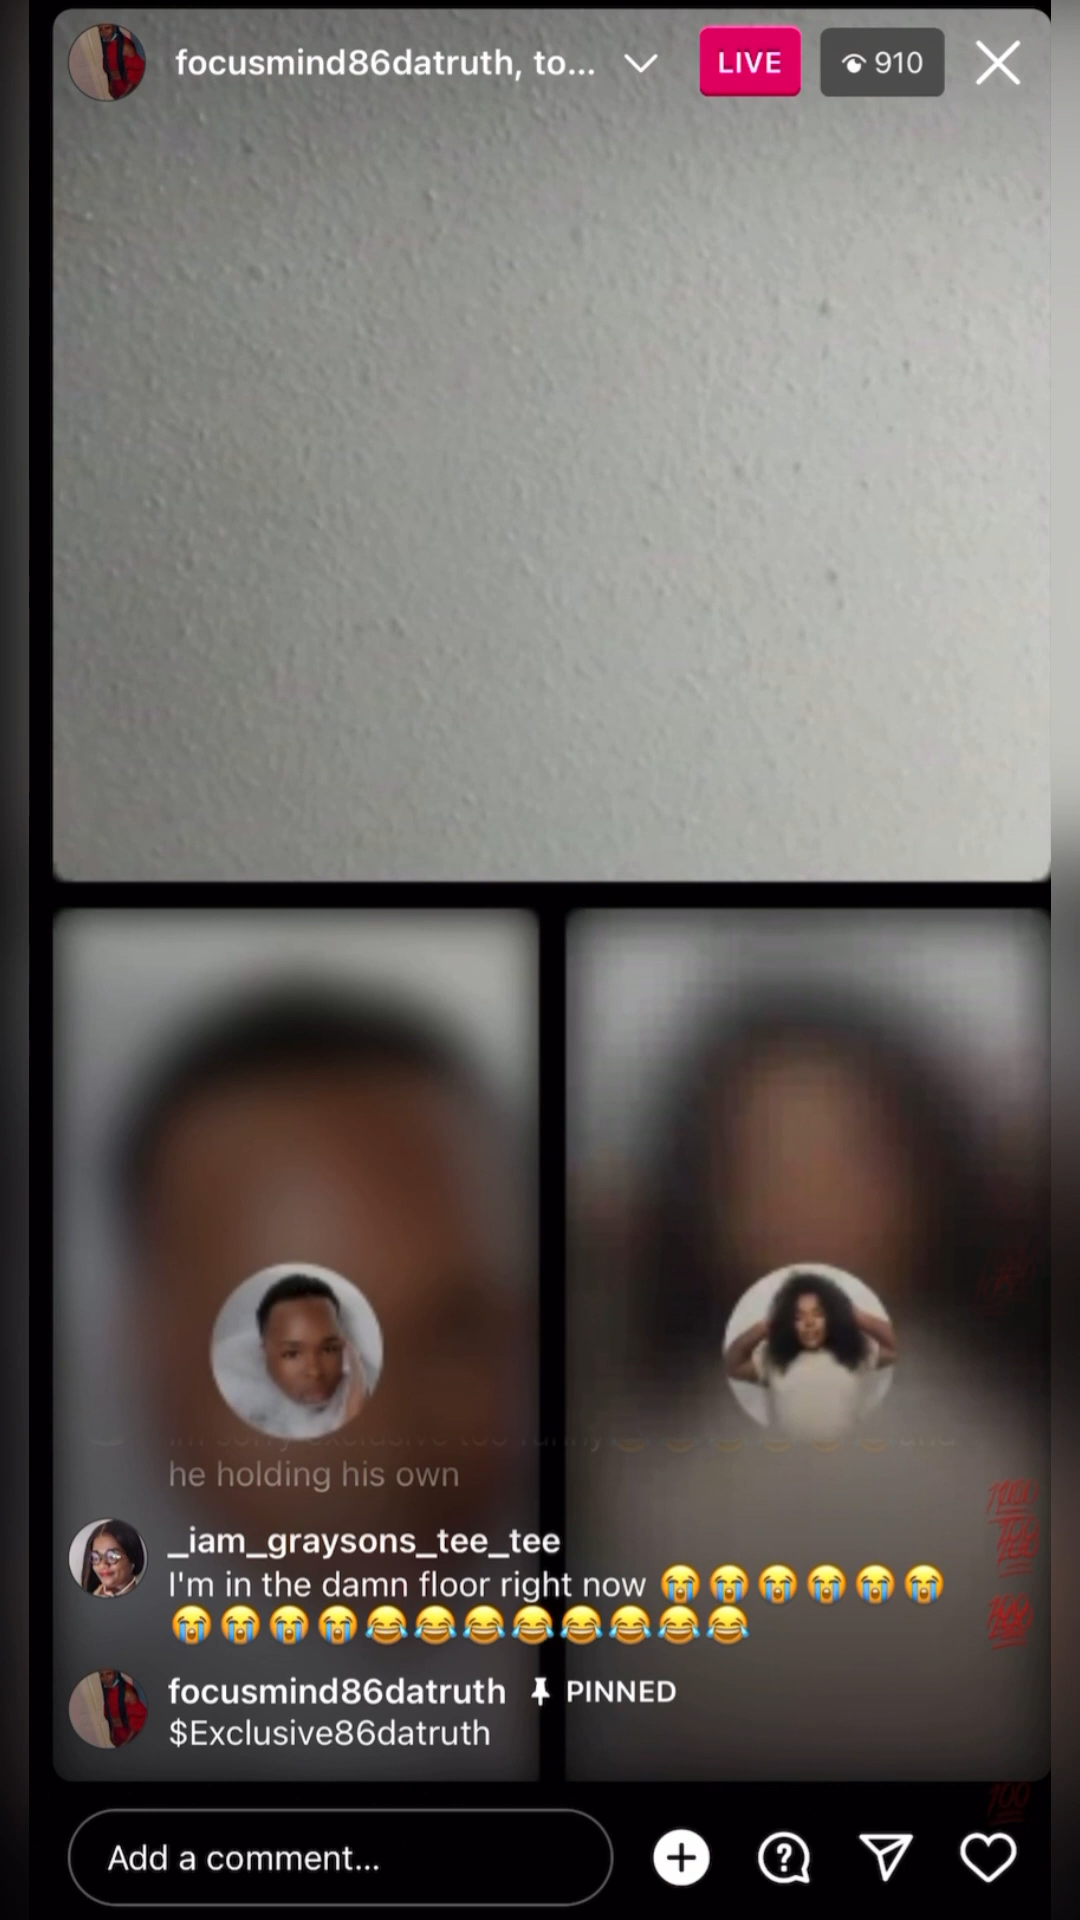 focusmind86datruth, to...
LIVE
910
he holding his own
_iam_graysons_tee_tee
I'm in the damn floor right now 😭😭😭😭😭😭
😭😭😭😭😂😂😂😂😂😂😂😂
focusmind86datruth PINNED
$Exclusive86datruth
Add a comment...